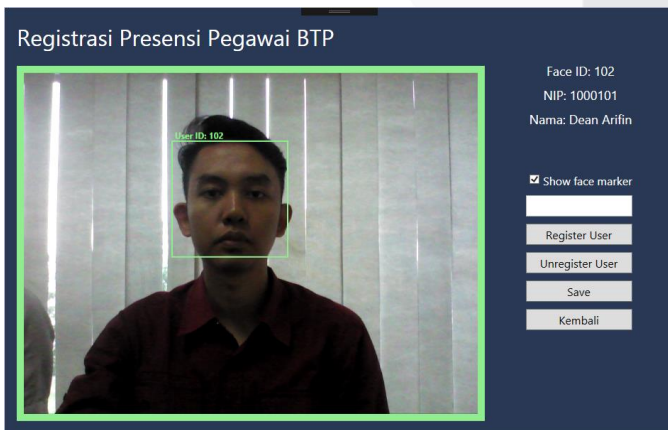 Registrasi Presensi Pegawai BTP
User ID: 102
Face ID: 102
NIP: 1000101
Nama: Dean Arifin
Show face marker
Register User
Unregister User
Save
Kembali